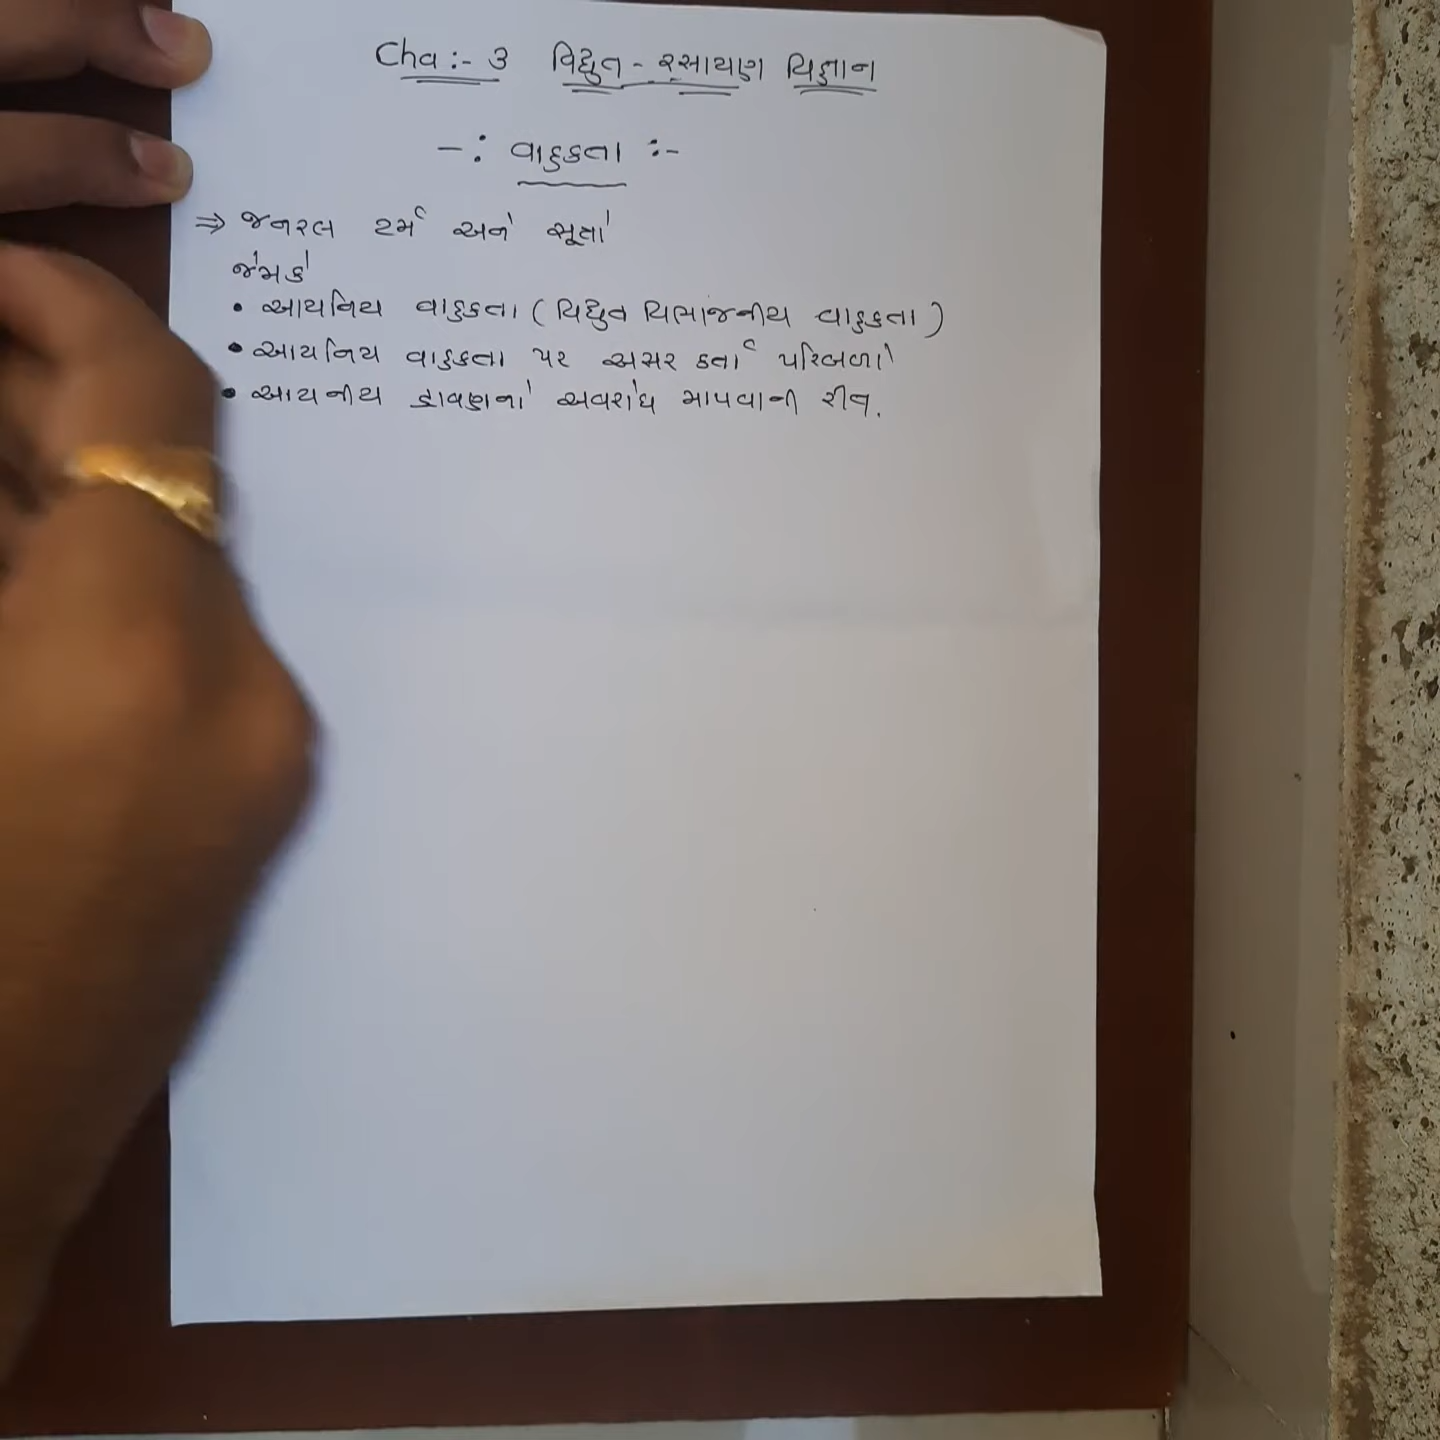 Cha :- 3 વિદ્યુત - રસાયણ વિજ્ઞાન
-: વાહકતા :-
⇒ જનરલ ટર્મ અને સૂત્રો
જેમકે
• આયનિય વાહકતા ( વિદ્યુત વિભાજનીય વાહકતા )
• આયનિય વાહકતા પર અસર કર્તા પરિબળો
• આયનીય દ્રાવણનો અવરોધ માપવાની રીત.